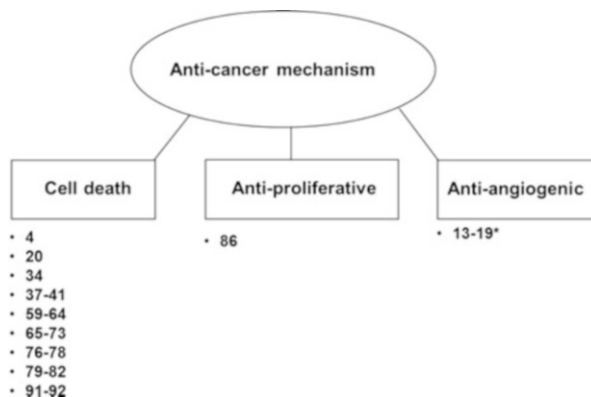 Anti-cancer mechanism
Cell death
• 4
• 20
• 34
• 37-41
• 59-64
• 65-73
• 76-78
• 79-82
• 91-92
Anti-proliferative
• 86
Anti-angiogenic
• 13-19*